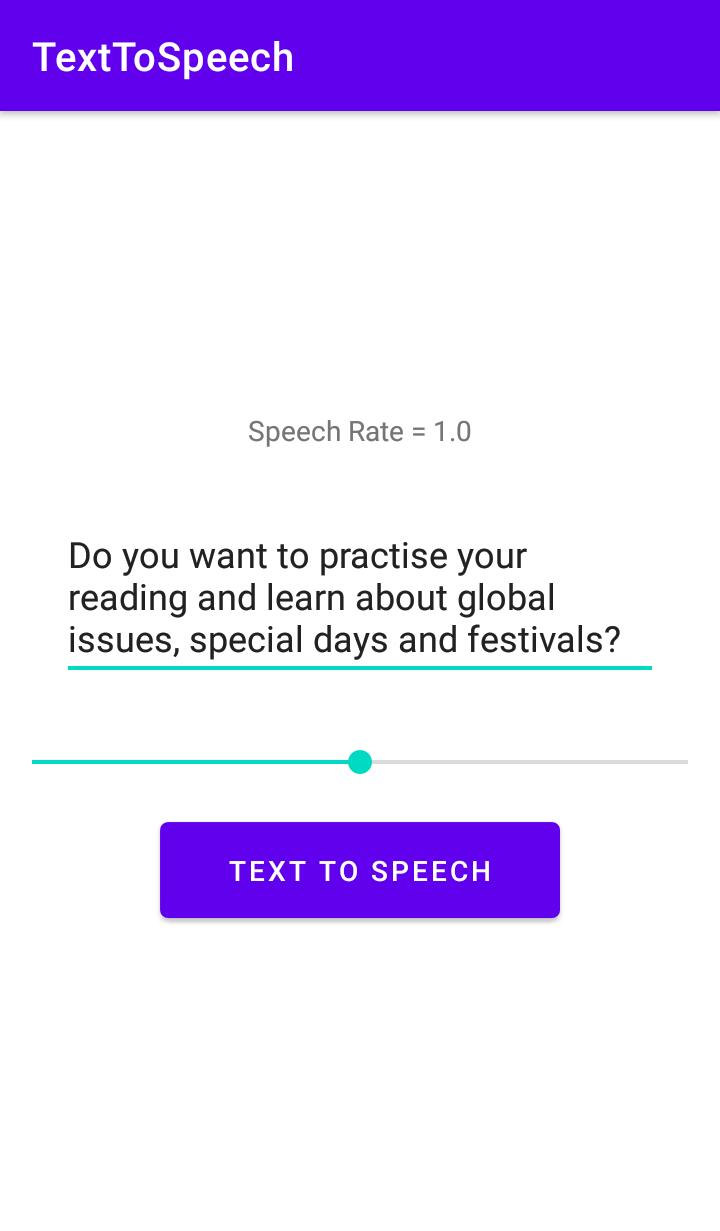 TextToSpeech
Speech Rate = 1.0
Do you want to practise your
reading and learn about global
issues, special days and festivals?
TEXT TO SPEECH